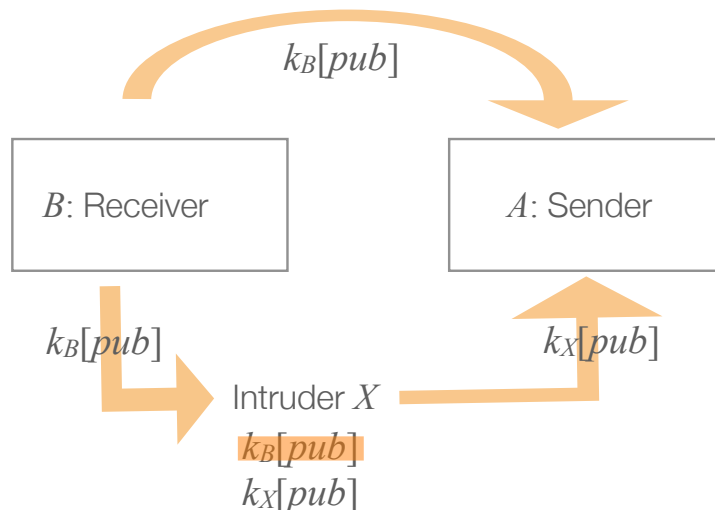 kB[pub]
B: Receiver
A: Sender
kB[pub]
kX[pub]
Intruder X
kB[pub]
kX[pub]